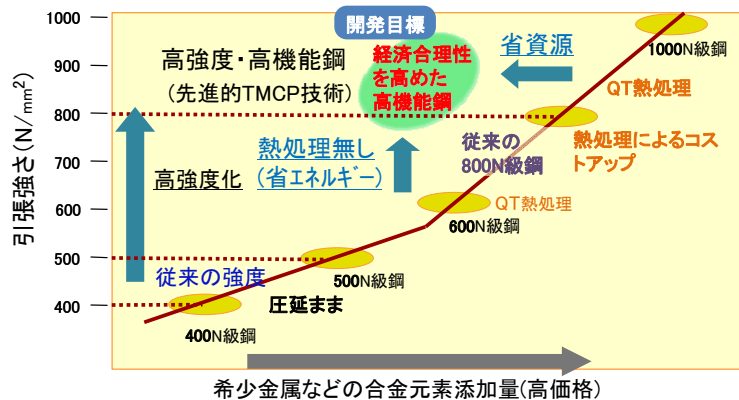 開発目標
1000
900
800
700
600
500
400
引張強さ(N/mm²)
高強度・高機能鋼
(先進的TMCP技術)
経済合理性
を高めた
高機能鋼
省資源
1000N級鋼
QT熱処理
熱処理によるコス
トアップ
従来の
800N級鋼
熱処理無し
(省エネルギー)
高強度化
QT熱処理
600N級鋼
従来の強度
500N級鋼
圧延まま
400N級鋼
希少金属などの合金元素添加量(高価格)